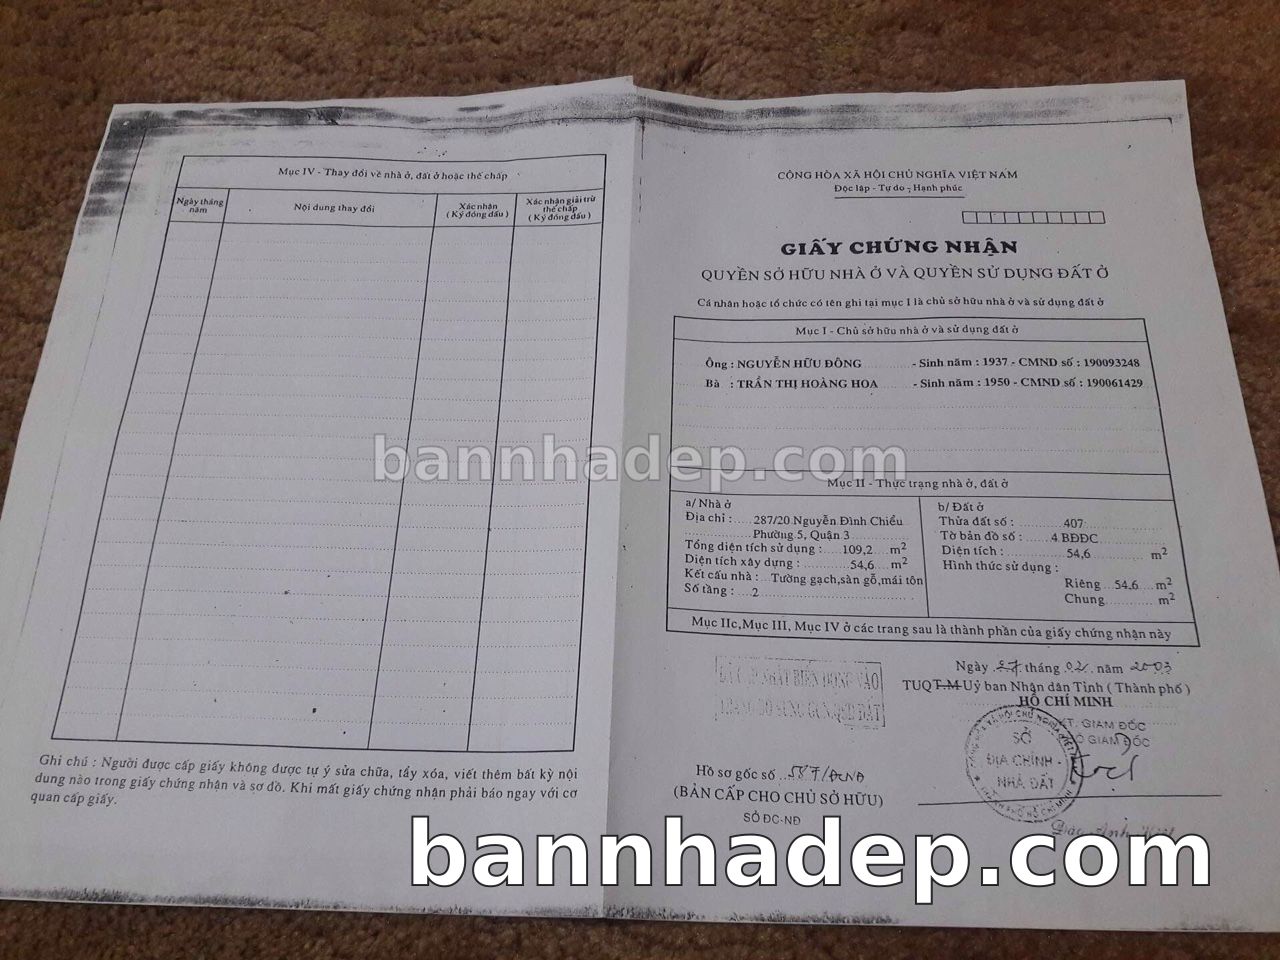 Mục IV - Thay đổi về nhà ở, đất ở hoặc thế chấp
Ngày tháng năm
Nội dung thay đổi
Xác nhận
( Ký đóng dấu )
Xác nhận giải trừ thế chấp
( Ký đóng dấu )
Ghi chú : Người được cấp giấy không được tự ý sửa chữa, tẩy xóa, viết thêm bất kỳ nội
dung nào trong giấy chứng nhận và sơ đồ. Khi mất giấy chứng nhận phải báo ngay với cơ
quan cấp giấy.
CỘNG HÒA XÃ HỘI CHỦ NGHĨA VIỆT NAM
Độc lập - Tự do - Hạnh phúc
GIẤY CHỨNG NHẬN
QUYỀN SỞ HỮU NHÀ Ở VÀ QUYỀN SỬ DỤNG ĐẤT Ở
Cá nhân hoặc tổ chức có tên ghi tại mục I là chủ sở hữu nhà ở và sử dụng đất ở
Mục I - Chủ sở hữu nhà ở và sử dụng đất ở
Ông : NGUYỄN HỮU ĐÔNG - Sinh năm : 1937 - CMND số : 190093248
Bà : TRẦN THỊ HOÀNG HOA - Sinh năm : 1950 - CMND số : 190061429
bannhadep.com
Mục II - Thực trạng nhà ở, đất ở
a/ Nhà ở
Địa chỉ : 287/20 Nguyễn Đình Chiểu
Phường 5, Quận 3
Tổng diện tích sử dụng : 109,2 m2
Diện tích xây dựng : 54,6 m2
Kết cấu nhà : Tường gạch,sàn gỗ,mái tôn
Số tầng : 2
b/ Đất ở
Thửa đất số : 407
Tờ bản đồ số : 4 BĐĐC
Diện tích : 54,6 m2
Hình thức sử dụng :
Riêng 54,6 m2
Chung m2
Mục IIc,Mục III, Mục IV ở các trang sau là thành phần của giấy chứng nhận này
Ngày 27 tháng 02 năm 2003
TUQT.M Uỷ ban Nhân dân Tỉnh ( Thành phố )
HỒ CHÍ MINH
KT. GIÁM ĐỐC
PHÓ GIÁM ĐỐC
SỞ
ĐỊA CHÍNH -
NHÀ ĐẤT
Hồ sơ gốc số
(BẢN CẤP CHO CHỦ SỞ HỮU)
SỞ ĐC-NĐ
bannhadep.com